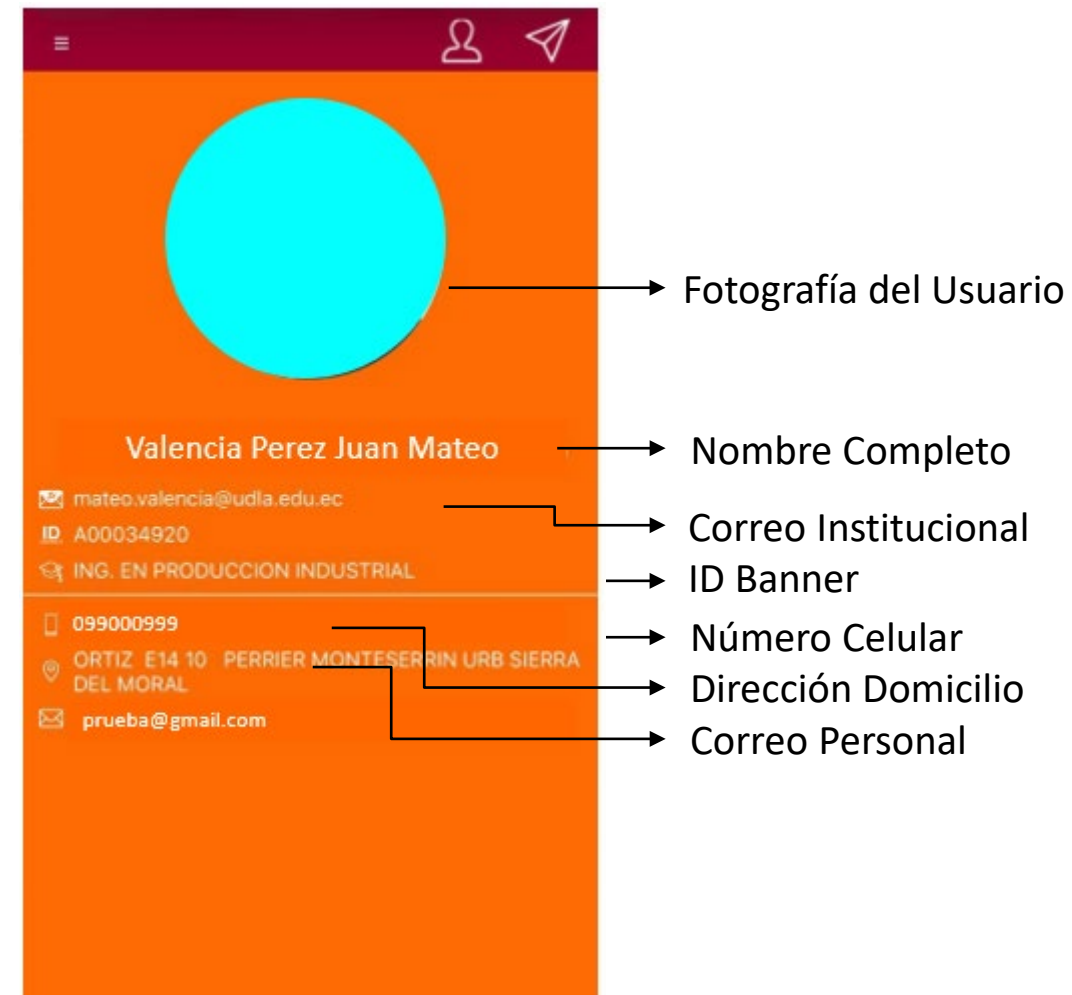 Fotografía del Usuario
Valencia Perez Juan Mateo
Nombre Completo
mateo.valencia@udla.edu.ec
Correo Institucional
ID A00034920
ING. EN PRODUCCION INDUSTRIAL
ID Banner
099000999
Número Celular
ORTIZ E14 10 PERRIER MONTESERRIN URB SIERRA
DEL MORAL
Dirección Domicilio
prueba@gmail.com
Correo Personal